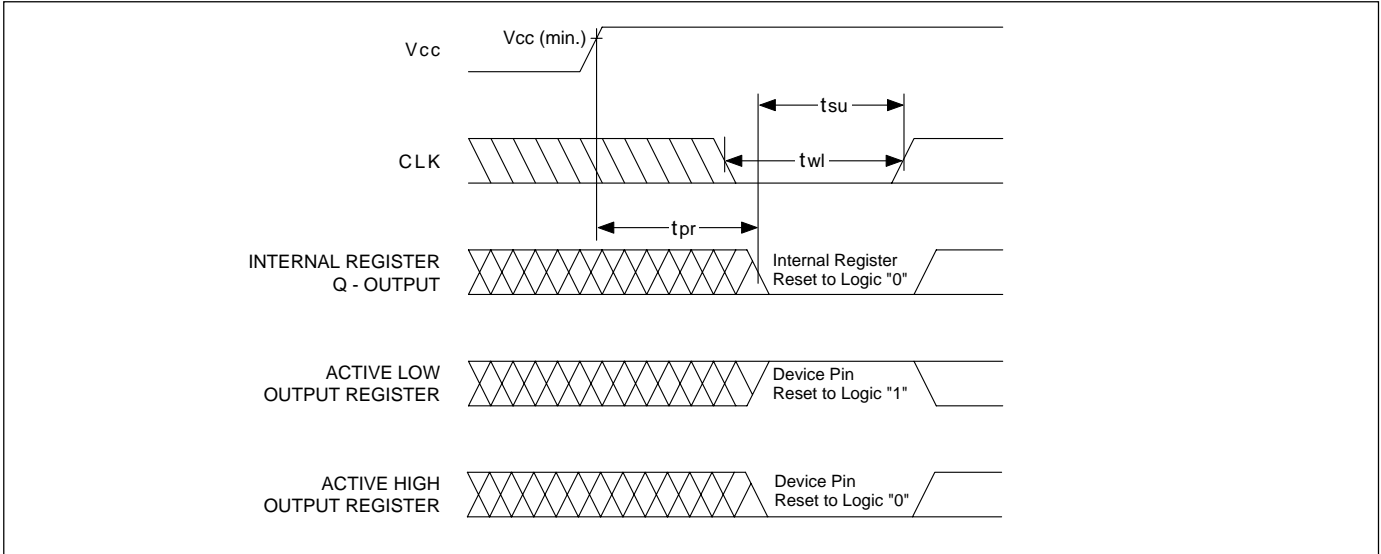 Vcc
Vcc (min.)
tsu
CLK
twl
tpr
INTERNAL REGISTER
Q - OUTPUT
Internal Register
Reset to Logic "0"
ACTIVE LOW
OUTPUT REGISTER
Device Pin
Reset to Logic "1"
ACTIVE HIGH
OUTPUT REGISTER
Device Pin
Reset to Logic "0"